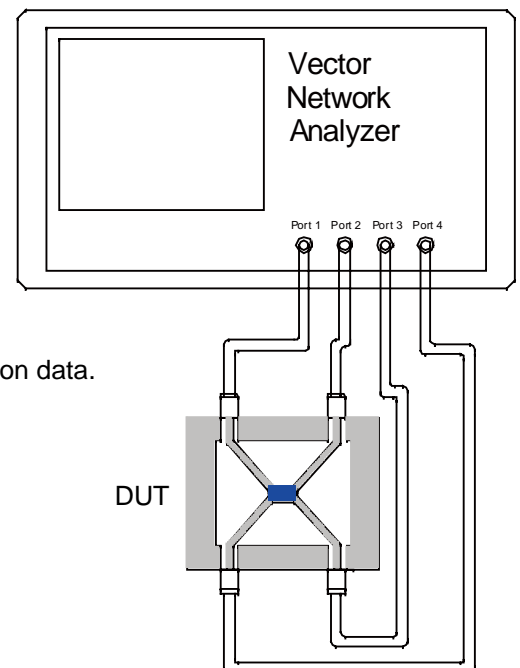 Vector
Network
Analyzer
Port 1 Port 2 Port 3 Port 4
on data.
DUT